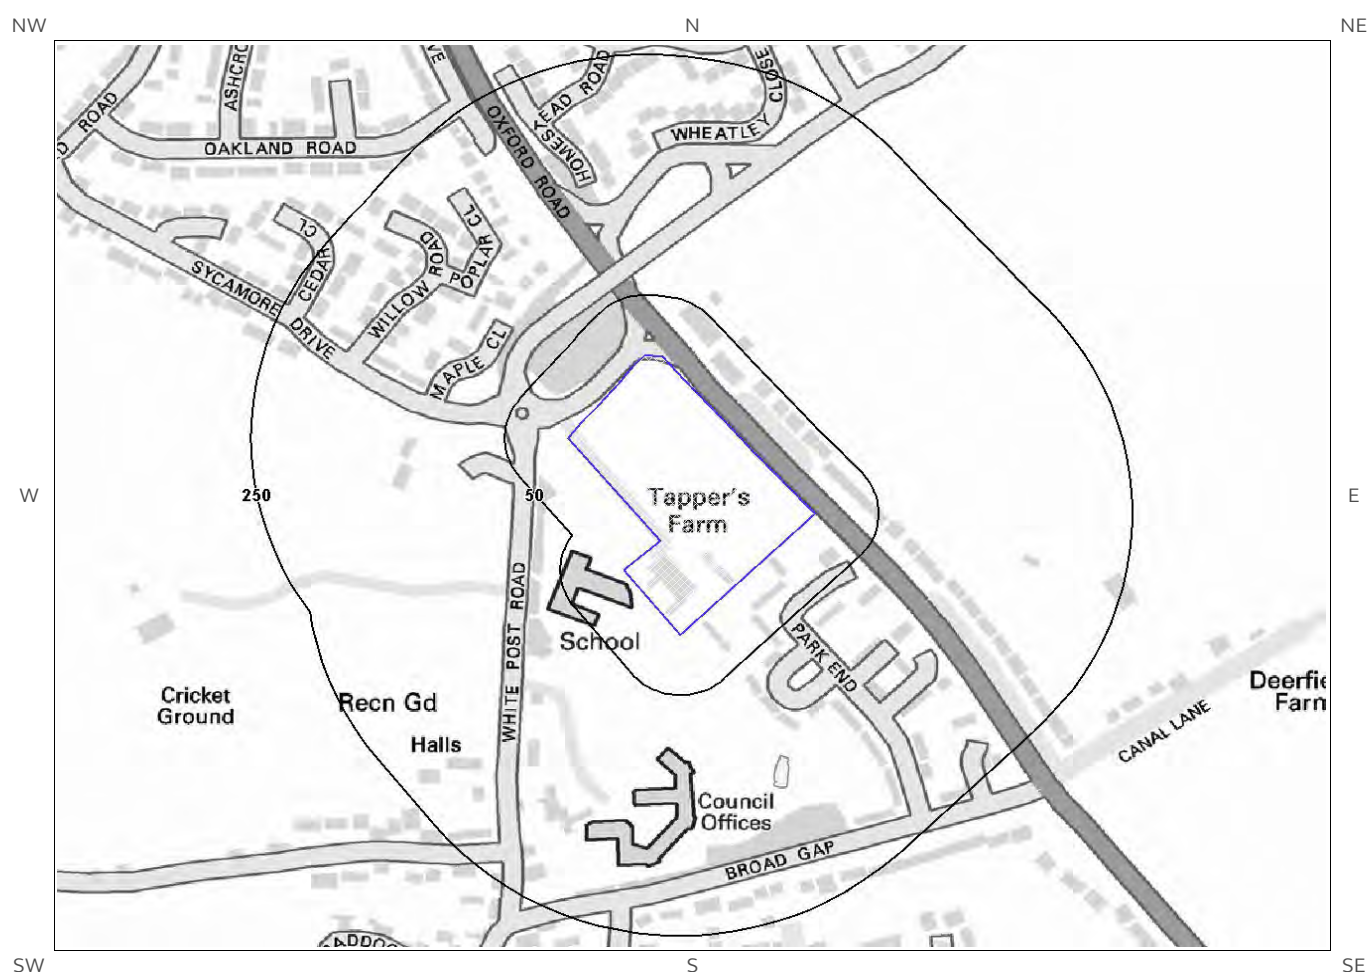 NW
N
NE
ROAD
ASHCRO
OAKLAND ROAD
OXFORD ROAD
HOMESTEAD ROAD
WHEATLEY CLOSE
SYCAMORE DRIVE
CEDAR CL
WILLOW ROAD
POPLAR CL
MAPLE CL
W
250
50
Tapper's
Farm
E
School
WHITE POST ROAD
PARK END
Cricket
Ground
Recn Gd
Halls
Deerfie
Farm
CANAL LANE
Council
Offices
BROAD GAP
ADDOC
SW
S
SE